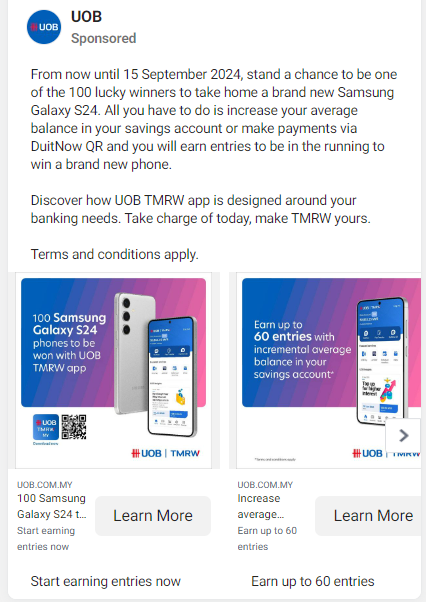 UOB
UOB
Sponsored
From now until 15 September 2024, stand a chance to be one
of the 100 lucky winners to take home a brand new Samsung
Galaxy S24. All you have to do is increase your average
balance in your savings account or make payments via
DuitNow QR and you will earn entries to be in the running to
win a brand new phone.
Discover how UOB TMRW app is designed around your
banking needs. Take charge of today, make TMRW yours.
Terms and conditions apply.
100 Samsung
Galaxy S24
phones to be
won with UOB
TMRW app
UOB
TMRW
MY
Download now
UOB | TMRW
Earn up to
60 entries with
incremental average
balance in your
savings account*
Top up
for higher
interest
*Terms and conditions apply.
UOB | TMRW
UOB.COM.MY
100 Samsung
Galaxy S24 t...
Start earning
entries now
Learn More
UOB.COM.MY
Increase
average...
Earn up to 60
entries
Learn More
Start earning entries now
Earn up to 60 entries